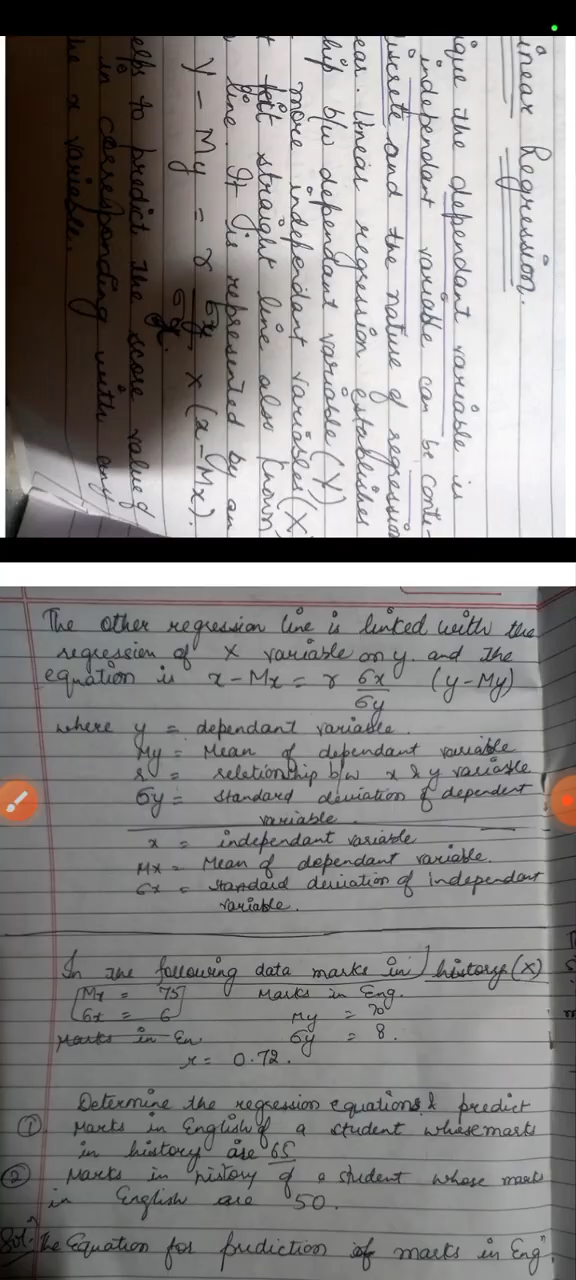 inear Regression.
ique the dependant variable is
independant variable can be conti-
iscrete and the nature of regression
ear. linear regression establishes
hip b/w dependant variable (Y)
more independant variables (X
fit straight line also known
line. It is represented by an
Y - My = r σy/σx x (x-Mx).
elps to predict the score value of
in corresponding with any
he x variable.
The other regression line is linked with the
regression of X variable on y. and The
equation is x - Mx = r σx/σy (y-My)
where y = dependant variable.
My = Mean of dependant variable
r = relationship b/w x & y variable
σy = standard deviation of dependent
variable.
x = independant variable
Mx = Mean of dependant variable.
σx = standard deviation of independant
variable.
In the following data marks in history (X)
Mx = 75 Marks in Eng.
σx = 6 My = 70
Marks in En σy = 8.
r = 0.72.
Determine the regression equations & predict
① Marks in English of a student whose marks
in history are 65
② Marks in history of a student whose marks
in English are 50.
Sol:n The Equation for prediction of marks in Engn